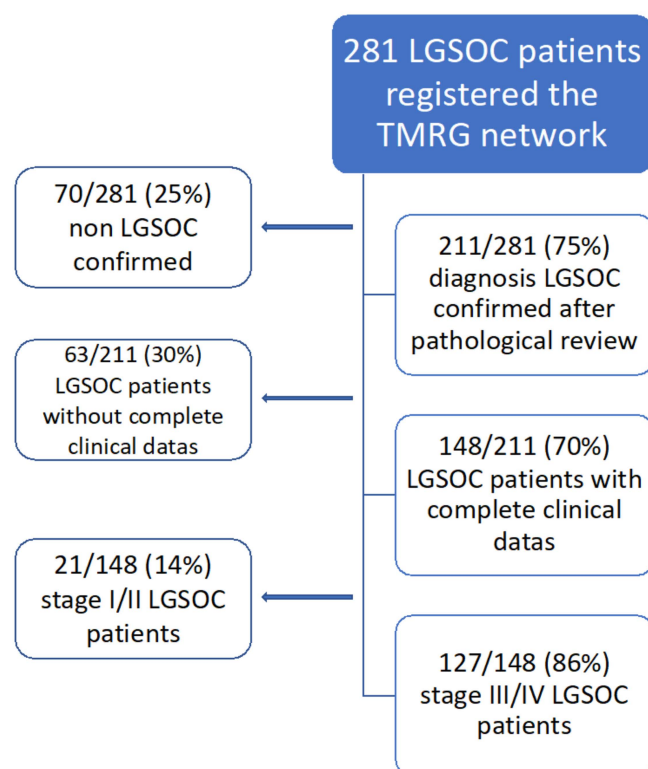 281 LGSOC patients
registered the
TMRG network
70/281 (25%)
non LGSOC
confirmed
211/281 (75%)
diagnosis LGSOC
confirmed after
pathological review
63/211 (30%)
LGSOC patients
without complete
clinical datas
148/211 (70%)
LGSOC patients with
complete clinical
datas
21/148 (14%)
stage I/II LGSOC
patients
127/148 (86%)
stage III/IV LGSOC
patients